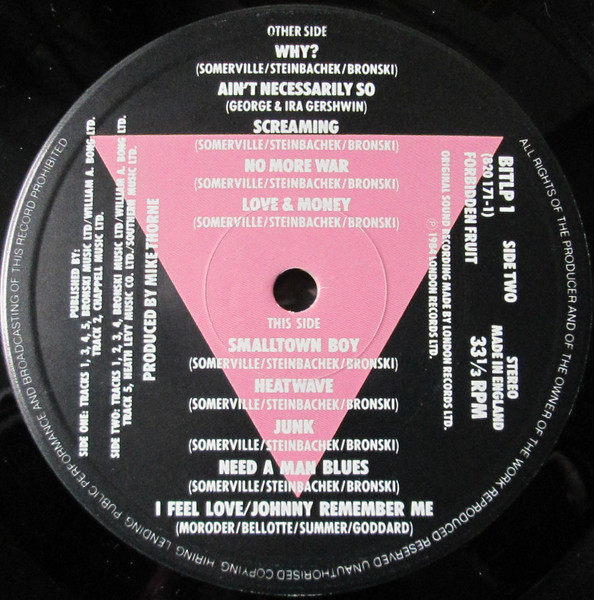 OTHER SIDE
WHY?
(SOMERVILLE/STEINBACHEK/BRONSKI)
AIN'T NECESSARILY SO
(GEORGE & IRA GERSHWIN)
SCREAMING
(SOMERVILLE/STEINBACHEK/BRONSKI)
NO MORE WAR
(SOMERVILLE/STEINBACHEK/BRONSKI)
LOVE & MONEY
(SOMERVILLE/STEINBACHEK/BRONSKI)
THIS SIDE
SMALLTOWN BOY
(SOMERVILLE/STEINBACHEK/BRONSKI)
HEATWAVE
(SOMERVILLE/STEINBACHEK/BRONSKI)
JUNK
(SOMERVILLE/STEINBACHEK/BRONSKI)
NEED A MAN BLUES
(SOMERVILLE/STEINBACHEK/BRONSKI)
I FEEL LOVE/JOHNNY REMEMBER ME
(MORODER/BELLOTTE/SUMMER/GODDARD)
PUBLISHED BY:
SIDE ONE: TRACKS 1, 3, 4, 5, BRONSKI MUSIC LTD/WILLIAM A. BONG LTD.
TRACK 2, CHAPPELL MUSIC LTD.
SIDE TWO: TRACKS 1, 2, 3, 4, BRONSKI MUSIC LTD/WILLIAM A. BONG LTD
TRACK 5, HEATH LEVY MUSIC CO. LTD./SOUTHERN MUSIC LTD.
PRODUCED BY MIKE THORNE
BITLP 1 SIDE TWO STEREO
(820 171-1) MADE IN ENGLAND
FORBIDDEN FRUIT 33⅓ RPM
ORIGINAL SOUND RECORDING MADE BY LONDON RECORDS LTD.
℗ 1984 LONDON RECORDS LTD.
ALL RIGHTS OF THE PRODUCER AND OF THE OWNER OF THE WORK REPRODUCED RESERVED UNAUTHORISED COPYING HIRING LENDING PUBLIC PERFORMANCE AND BROADCASTING OF THIS RECORD PROHIBITED